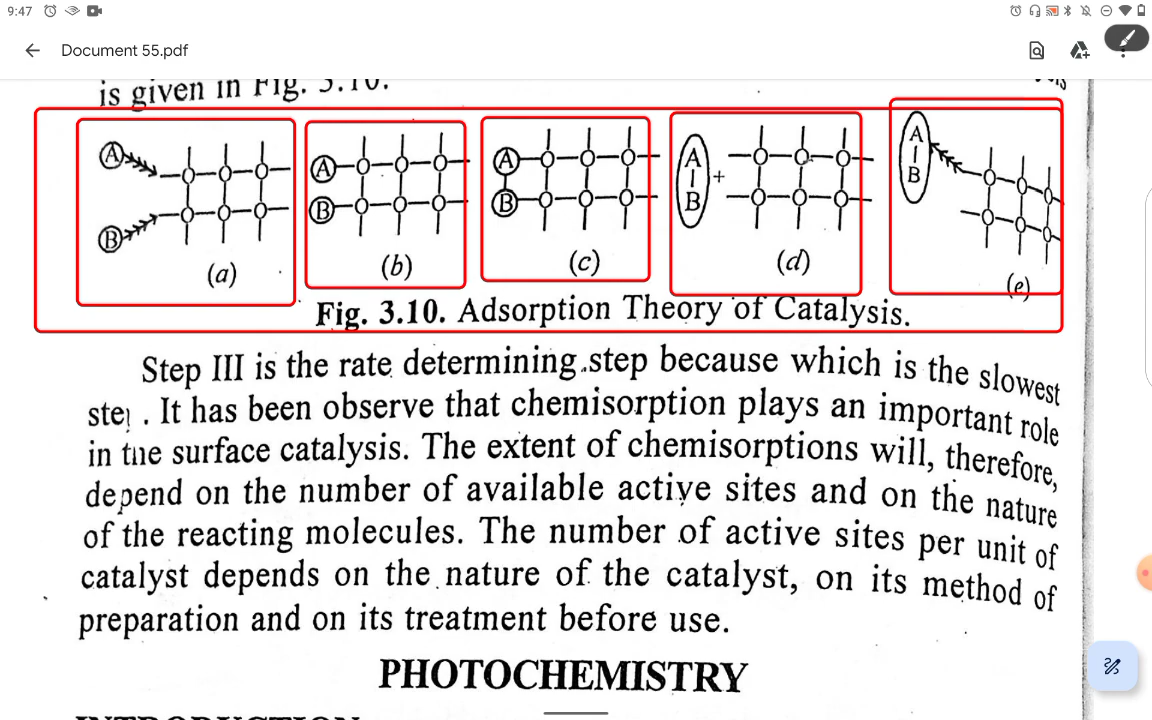 9:47
Document 55.pdf
is given in Fig. 3.10.
A B (a)
A B (b)
A B (c)
A B + (d)
A B (e)
Fig. 3.10. Adsorption Theory of Catalysis.
Step III is the rate determining step because which is the slowest
. It has been observe that chemisorption plays an important role
in the surface catalysis. The extent of chemisorptions will, therefore,
depend on the number of available active sites and on the nature
of the reacting molecules. The number of active sites per unit of
catalyst depends on the nature of the catalyst, on its method of
preparation and on its treatment before use.
PHOTOCHEMISTRY